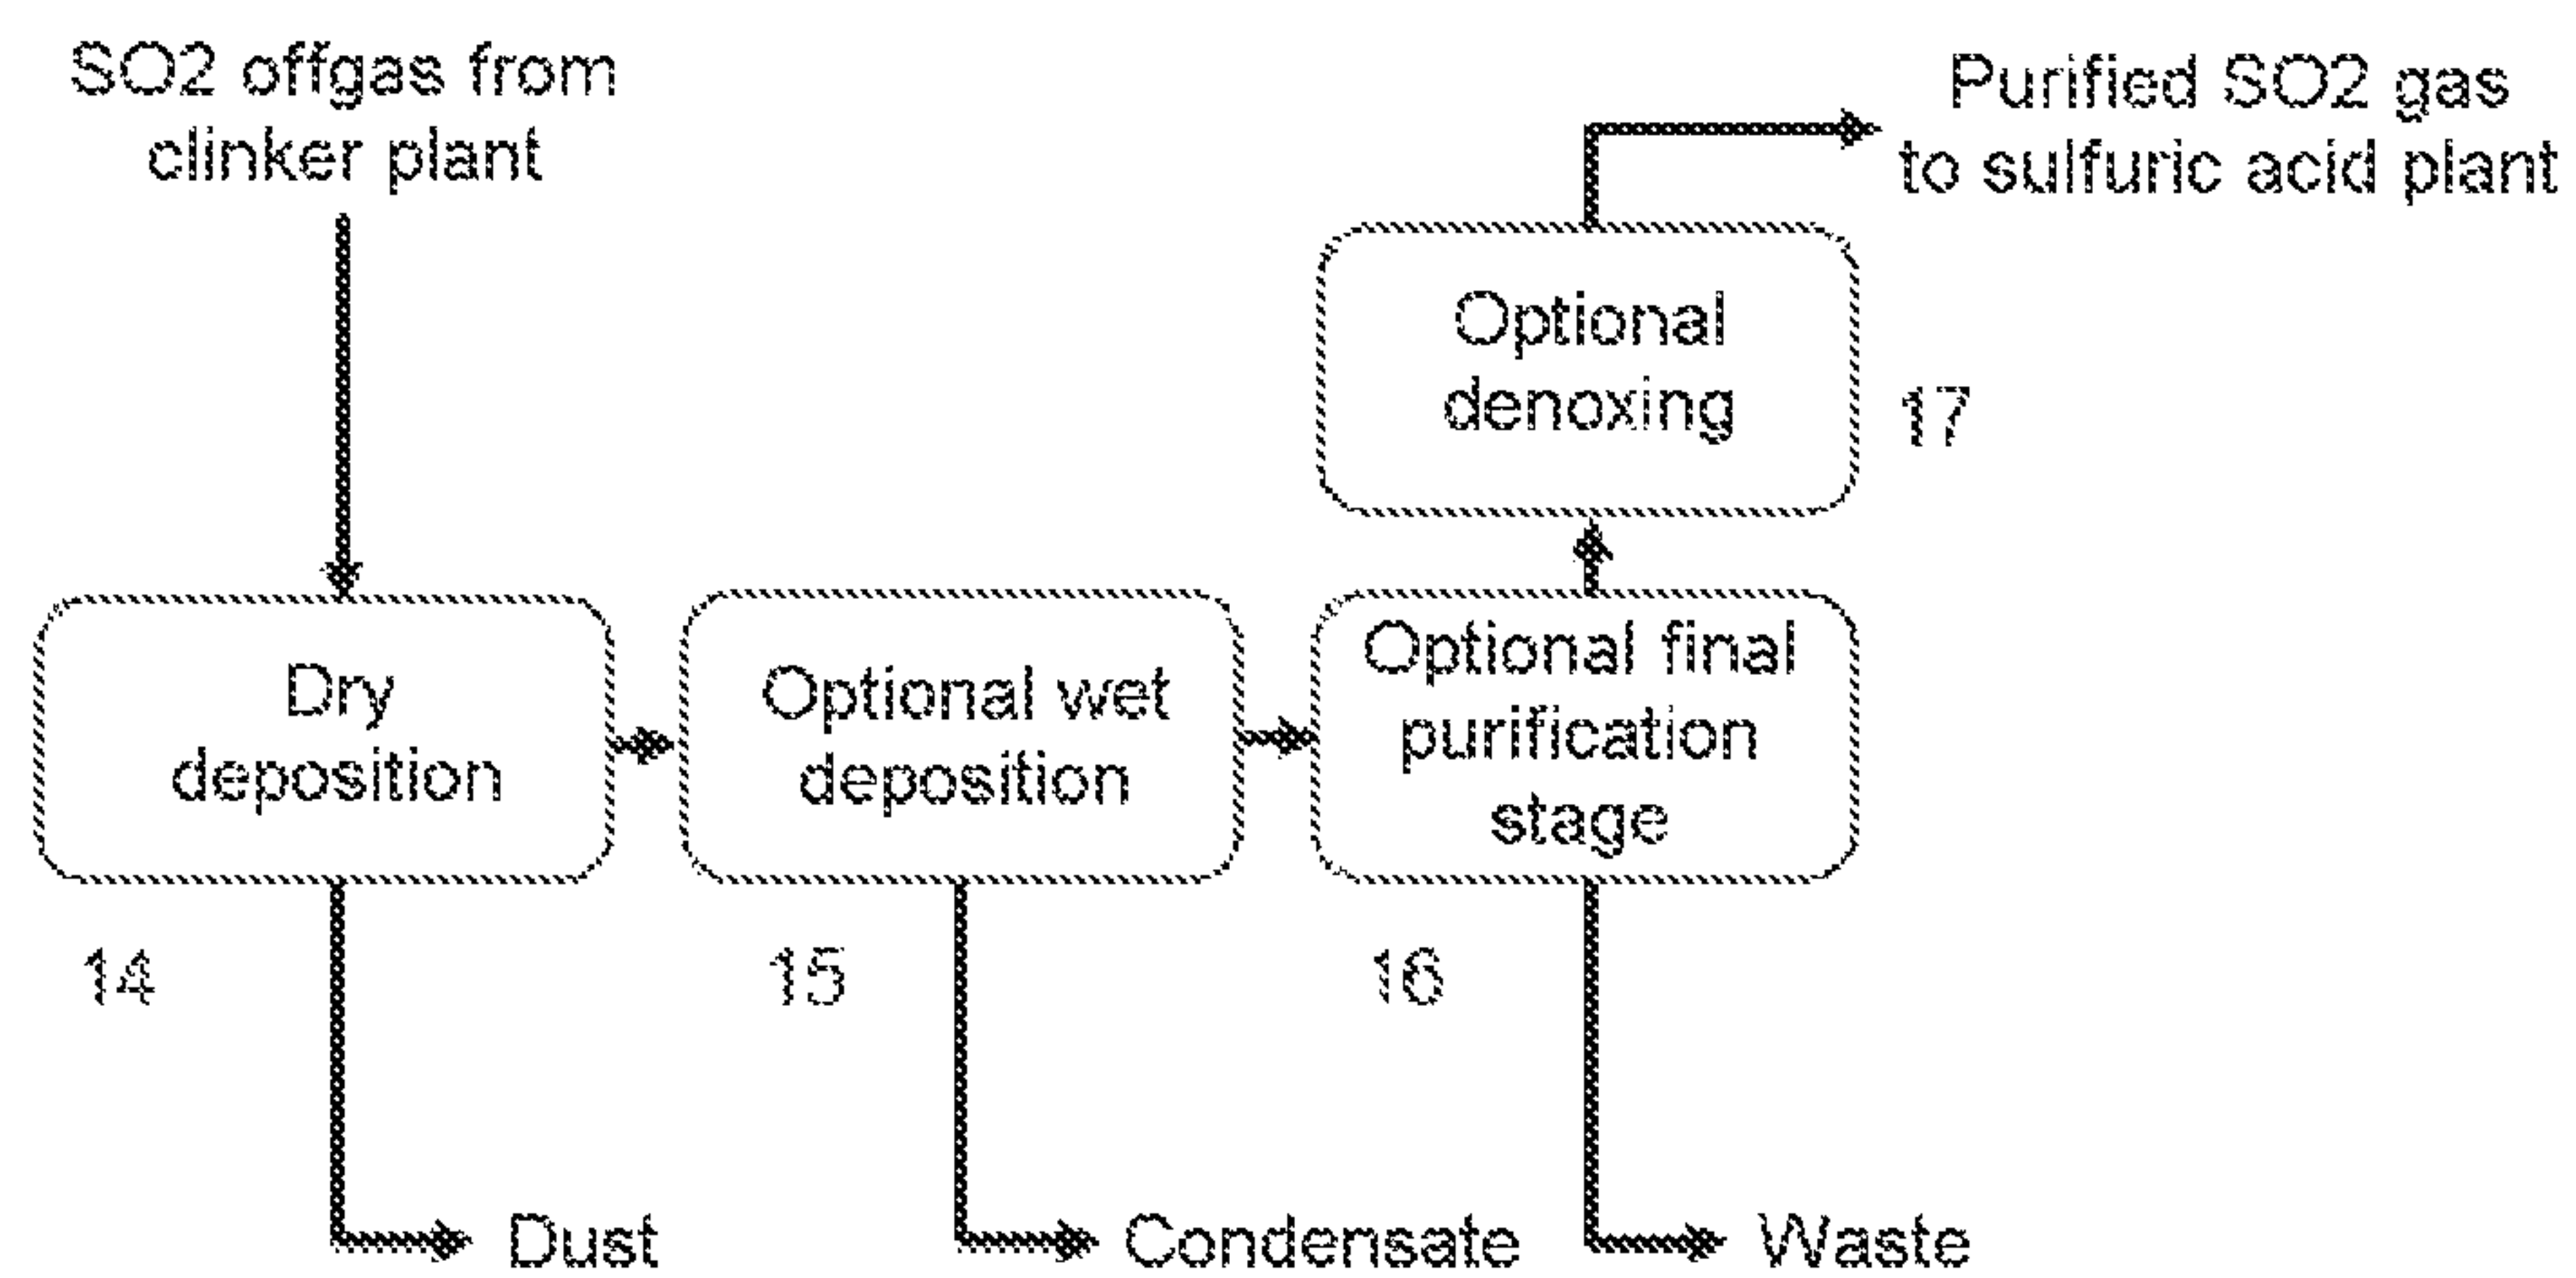 SO2 offgas from
clinker plant
Purified SO2 gas
to sulfuric acid plant
Optional
denoxing
17
Dry
deposition
Optional wet
deposition
Optional final
purification
stage
14
15
16
Dust
Condensate
Waste